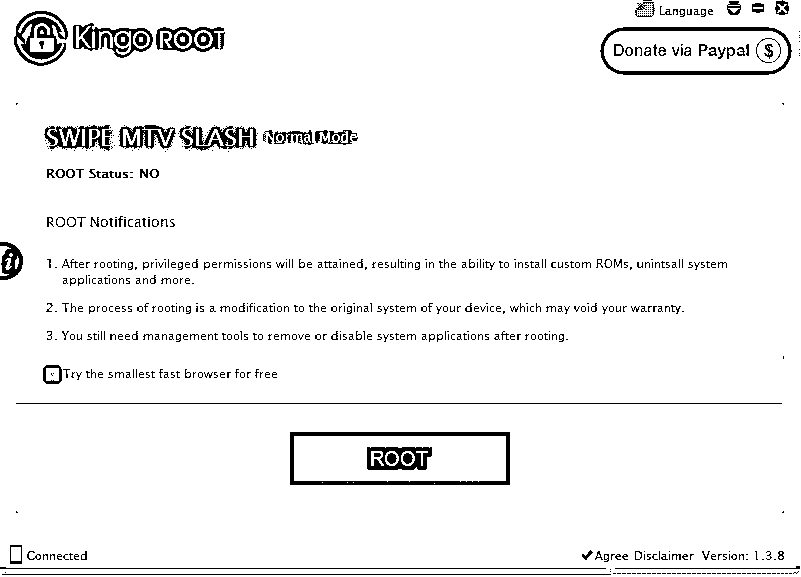 Kingo ROOT
Language
Donate via Paypal $
SWIPE MTV SLASH Normal Mode
ROOT Status: NO
ROOT Notifications
1. After rooting, privileged permissions will be attained, resulting in the ability to install custom ROMs, unintsall system
applications and more.
2. The process of rooting is a modification to the original system of your device, which may void your warranty.
3. You still need management tools to remove or disable system applications after rooting.
Try the smallest fast browser for free
ROOT
Connected
Agree Disclaimer Version: 1.3.8